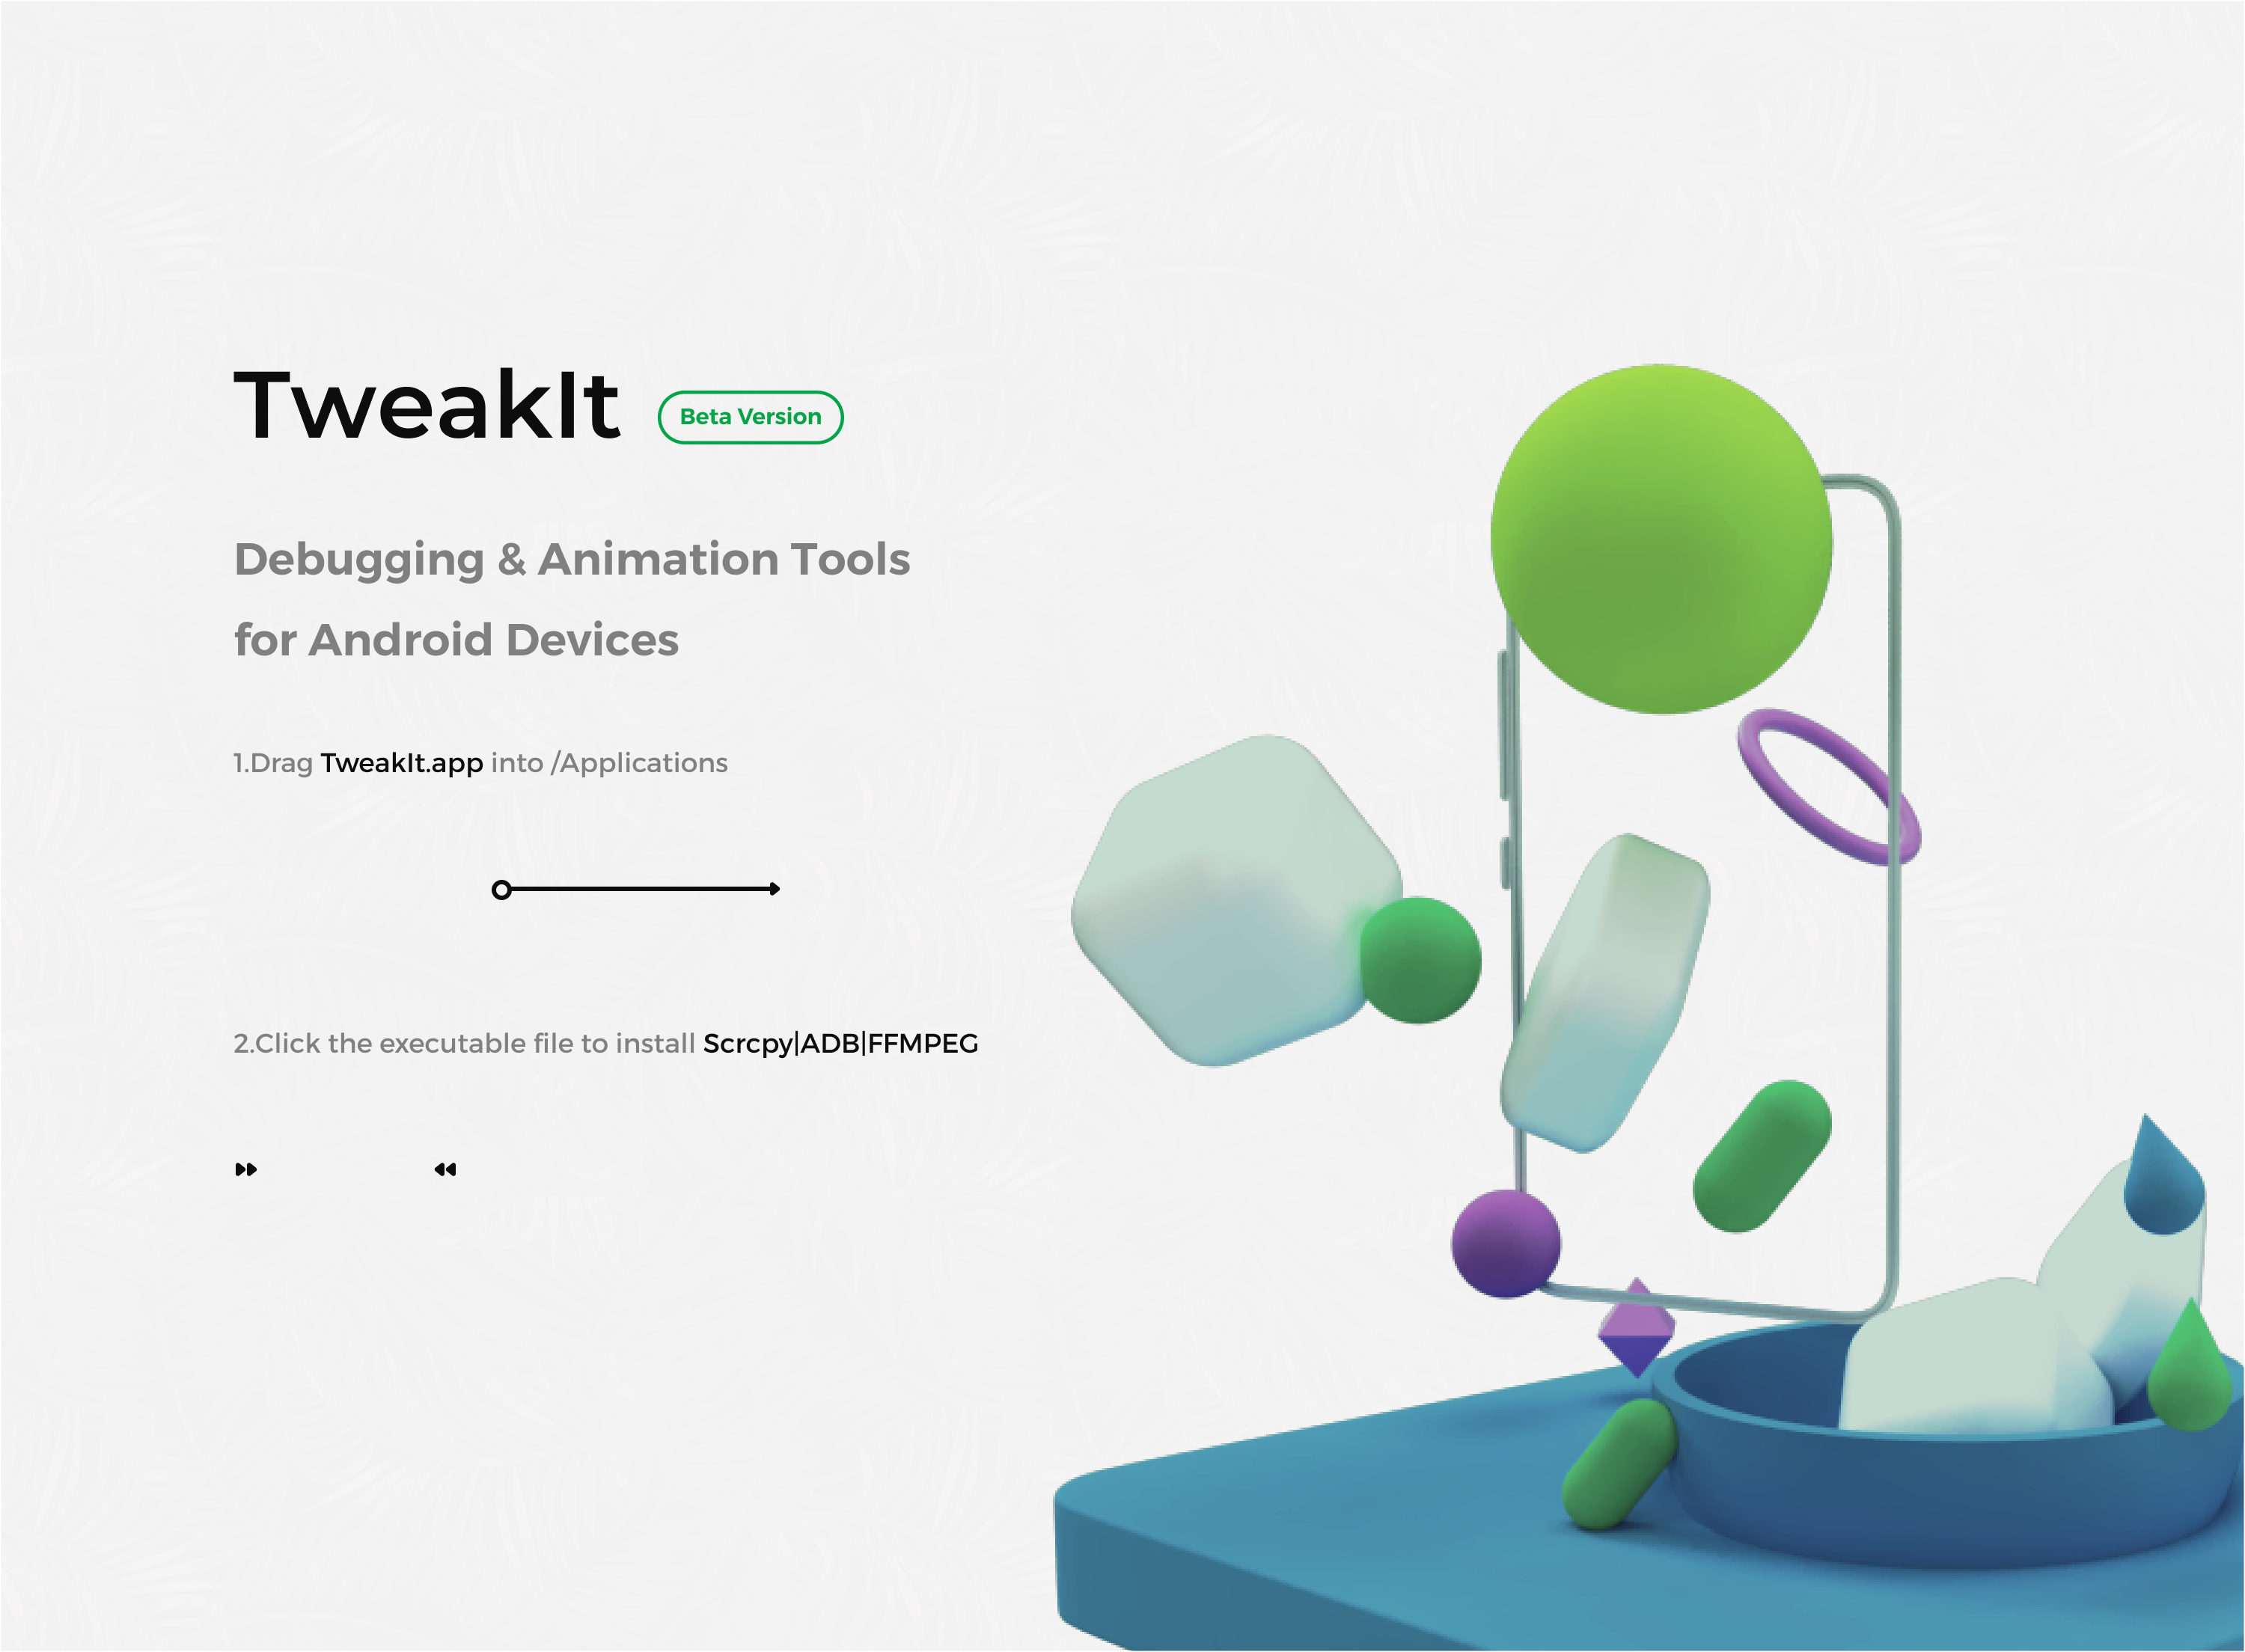 TweakIt
Beta Version
Debugging & Animation Tools
for Android Devices
1.Drag TweakIt.app into /Applications
2.Click the executable file to install Scrcpy|ADB|FFMPEG